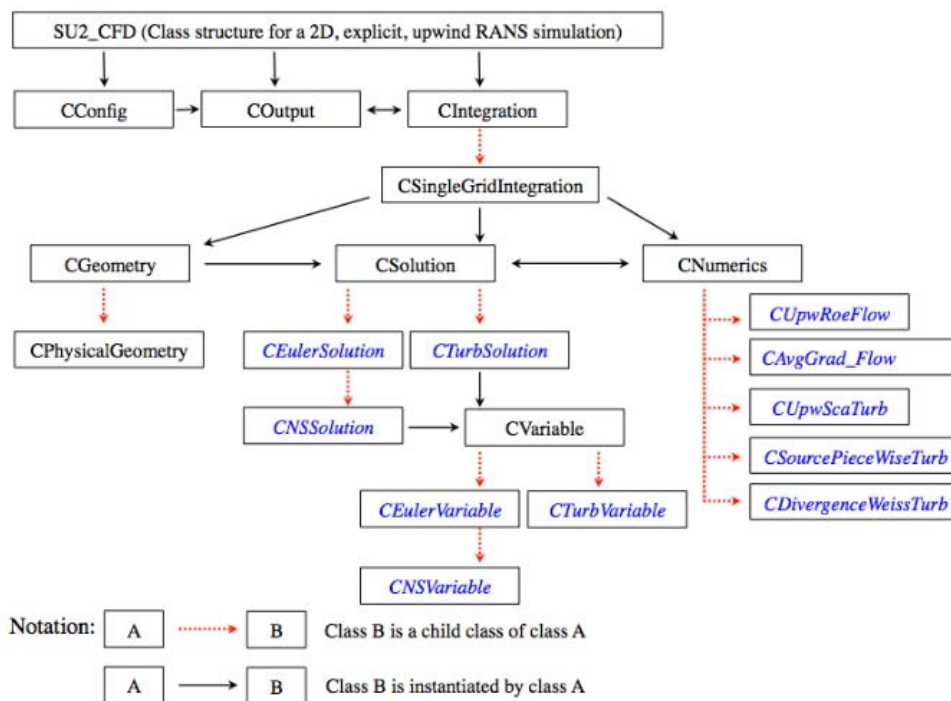 SU2_CFD (Class structure for a 2D, explicit, upwind RANS simulation)
CConfig
COutput
CIntegration
CSingleGridIntegration
CGeometry
CSolution
CNumerics
CPhysicalGeometry
CEulerSolution
CTurbSolution
CUpwRoeFlow
CAvgGrad_Flow
CNSSolution
CVariable
CUpwScaTurb
CSourcePieceWiseTurb
CEulerVariable
CTurbVariable
CDivergenceWeissTurb
CNSVariable
Notation:
A
B
Class B is a child class of class A
A
B
Class B is instantiated by class A